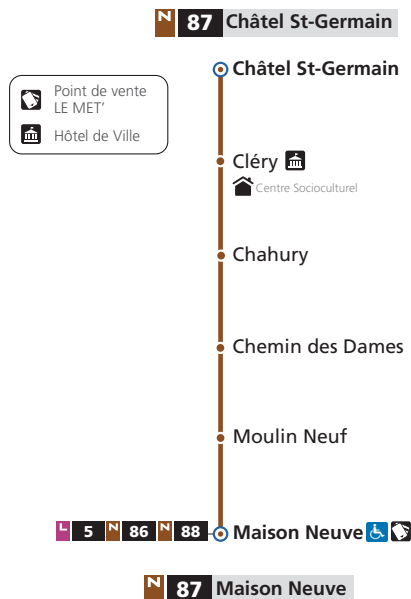 N 87 Châtel St-Germain
Châtel St-Germain
Point de vente
LE MET'
Hôtel de Ville
Cléry
Centre Socioculturel
Chahury
Chemin des Dames
Moulin Neuf
L 5 N 86 N 88 Maison Neuve
N 87 Maison Neuve